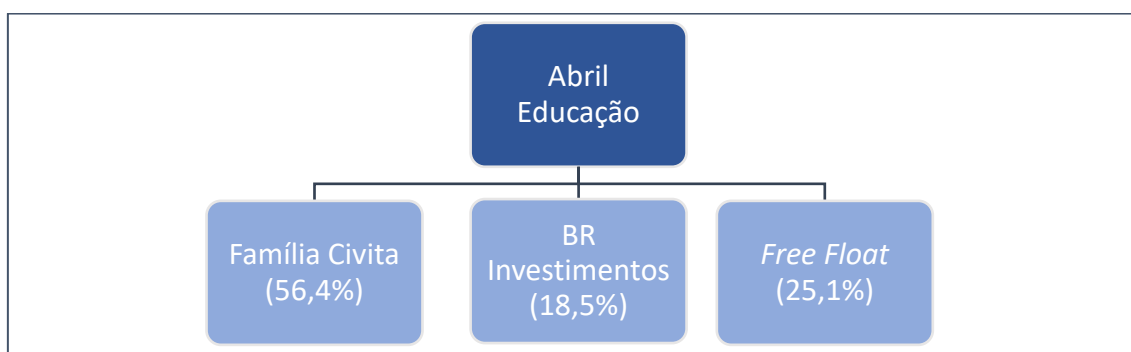 Abril
Educação
Família Civita
(56,4%)
BR
Investimentos
(18,5%)
Free Float
(25,1%)